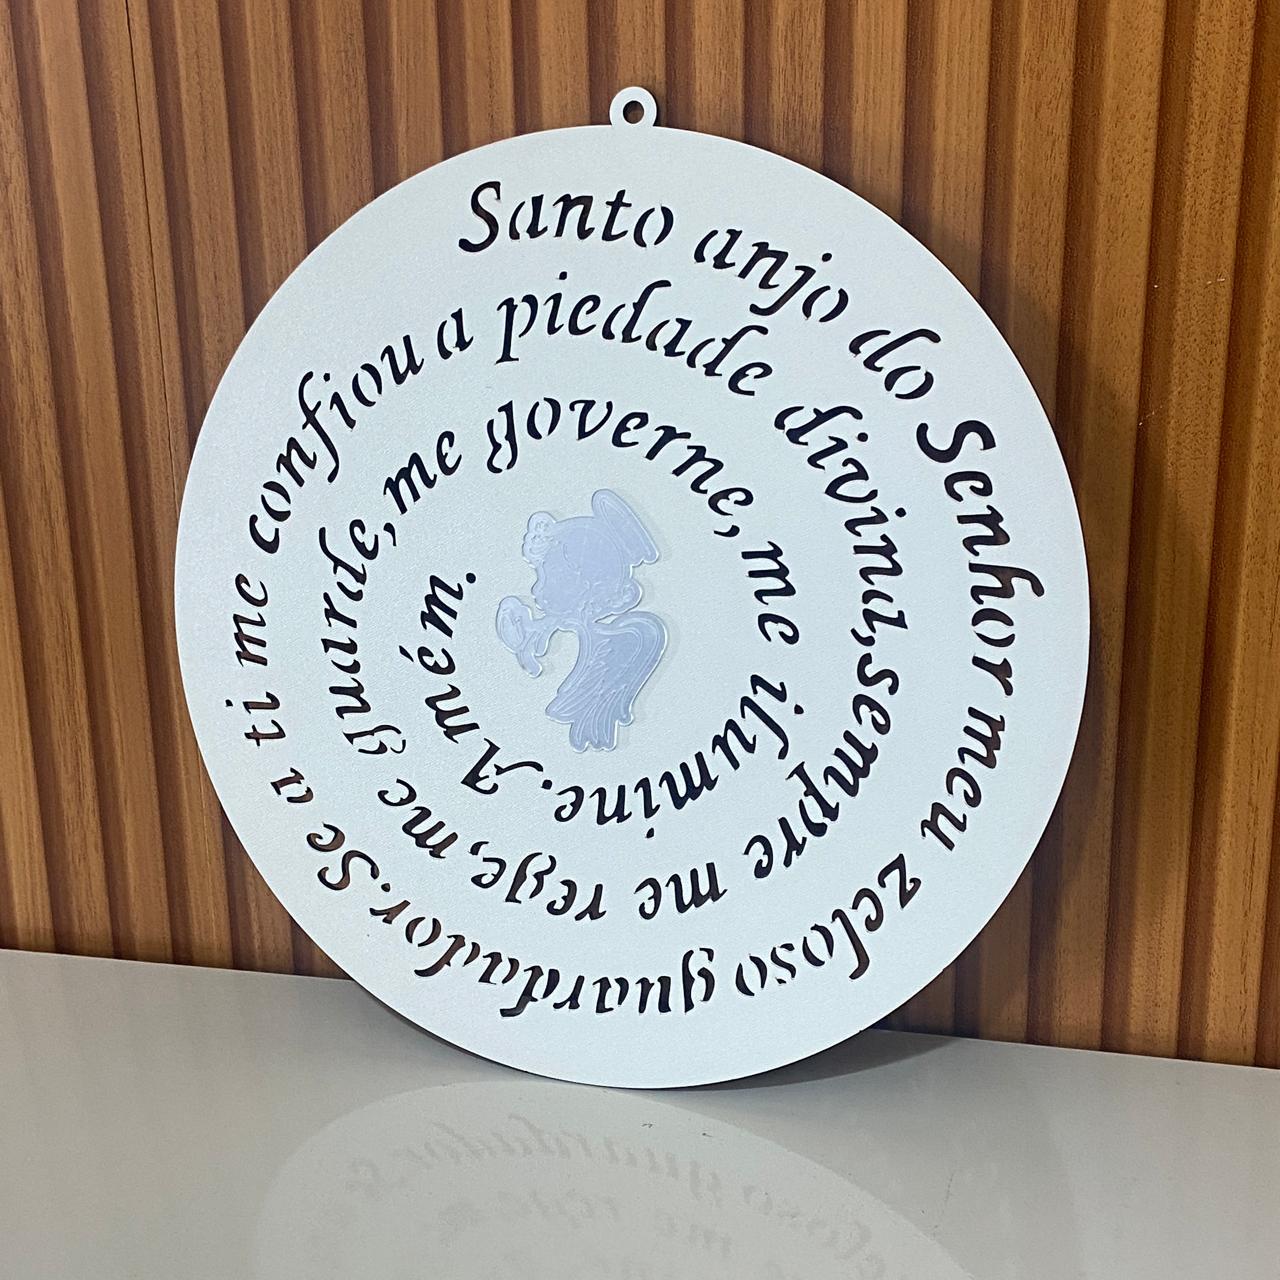 Santo anjo do Senhor meu zeloso guardador. Se a ti me confiou a piedade divina, sempre me rege, me guarde, me governe, me ilumine. Amém.